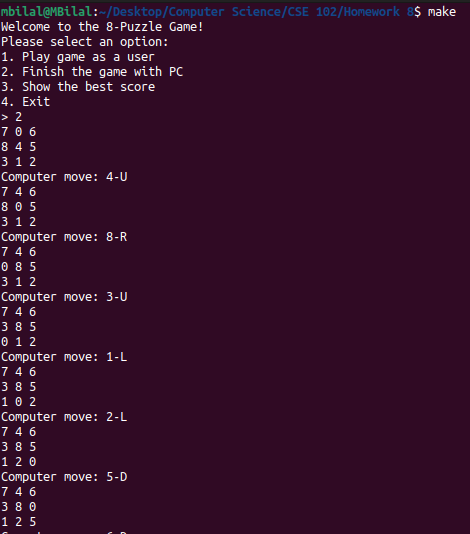 mbilal@MBilal:~/Desktop/Computer Science/CSE 102/Homework 8$ make
Welcome to the 8-Puzzle Game!
Please select an option:
1. Play game as a user
2. Finish the game with PC
3. Show the best score
4. Exit
> 2
7 0 6
8 4 5
3 1 2
Computer move: 4-U
7 4 6
8 0 5
3 1 2
Computer move: 8-R
7 4 6
0 8 5
3 1 2
Computer move: 3-U
7 4 6
3 8 5
0 1 2
Computer move: 1-L
7 4 6
3 8 5
1 0 2
Computer move: 2-L
7 4 6
3 8 5
1 2 0
Computer move: 5-D
7 4 6
3 8 0
1 2 5